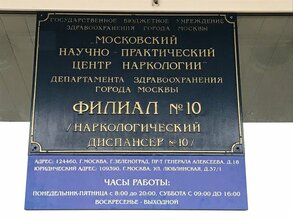 ГОСУДАРСТВЕННОЕ БЮДЖЕТНОЕ УЧРЕЖДЕНИЕ
ЗДРАВООХРАНЕНИЯ ГОРОДА МОСКВЫ
МОСКОВСКИЙ
НАУЧНО - ПРАКТИЧЕСКИЙ
ЦЕНТР НАРКОЛОГИИ
ДЕПАРТАМЕНТА ЗДРАВООХРАНЕНИЯ
ГОРОДА МОСКВЫ
ФИЛИАЛ №10
/НАРКОЛОГИЧЕСКИЙ
ДИСПАНСЕР №10/
АДРЕС: 124460, Г.МОСКВА, Г.ЗЕЛЕНОГРАД, ПР-Т ГЕНЕРАЛА АЛЕКСЕЕВА, Д.18
ЮРИДИЧЕСКИЙ АДРЕС: 109390, Г.МОСКВА, УЛ. ЛЮБЛИНСКАЯ, Д.37/1
ЧАСЫ РАБОТЫ:
ПОНЕДЕЛЬНИК-ПЯТНИЦА С 8:00 ДО 20:00, СУББОТА С 09:00 ДО 16:00
ВОСКРЕСЕНЬЕ - ВЫХОДНОЙ